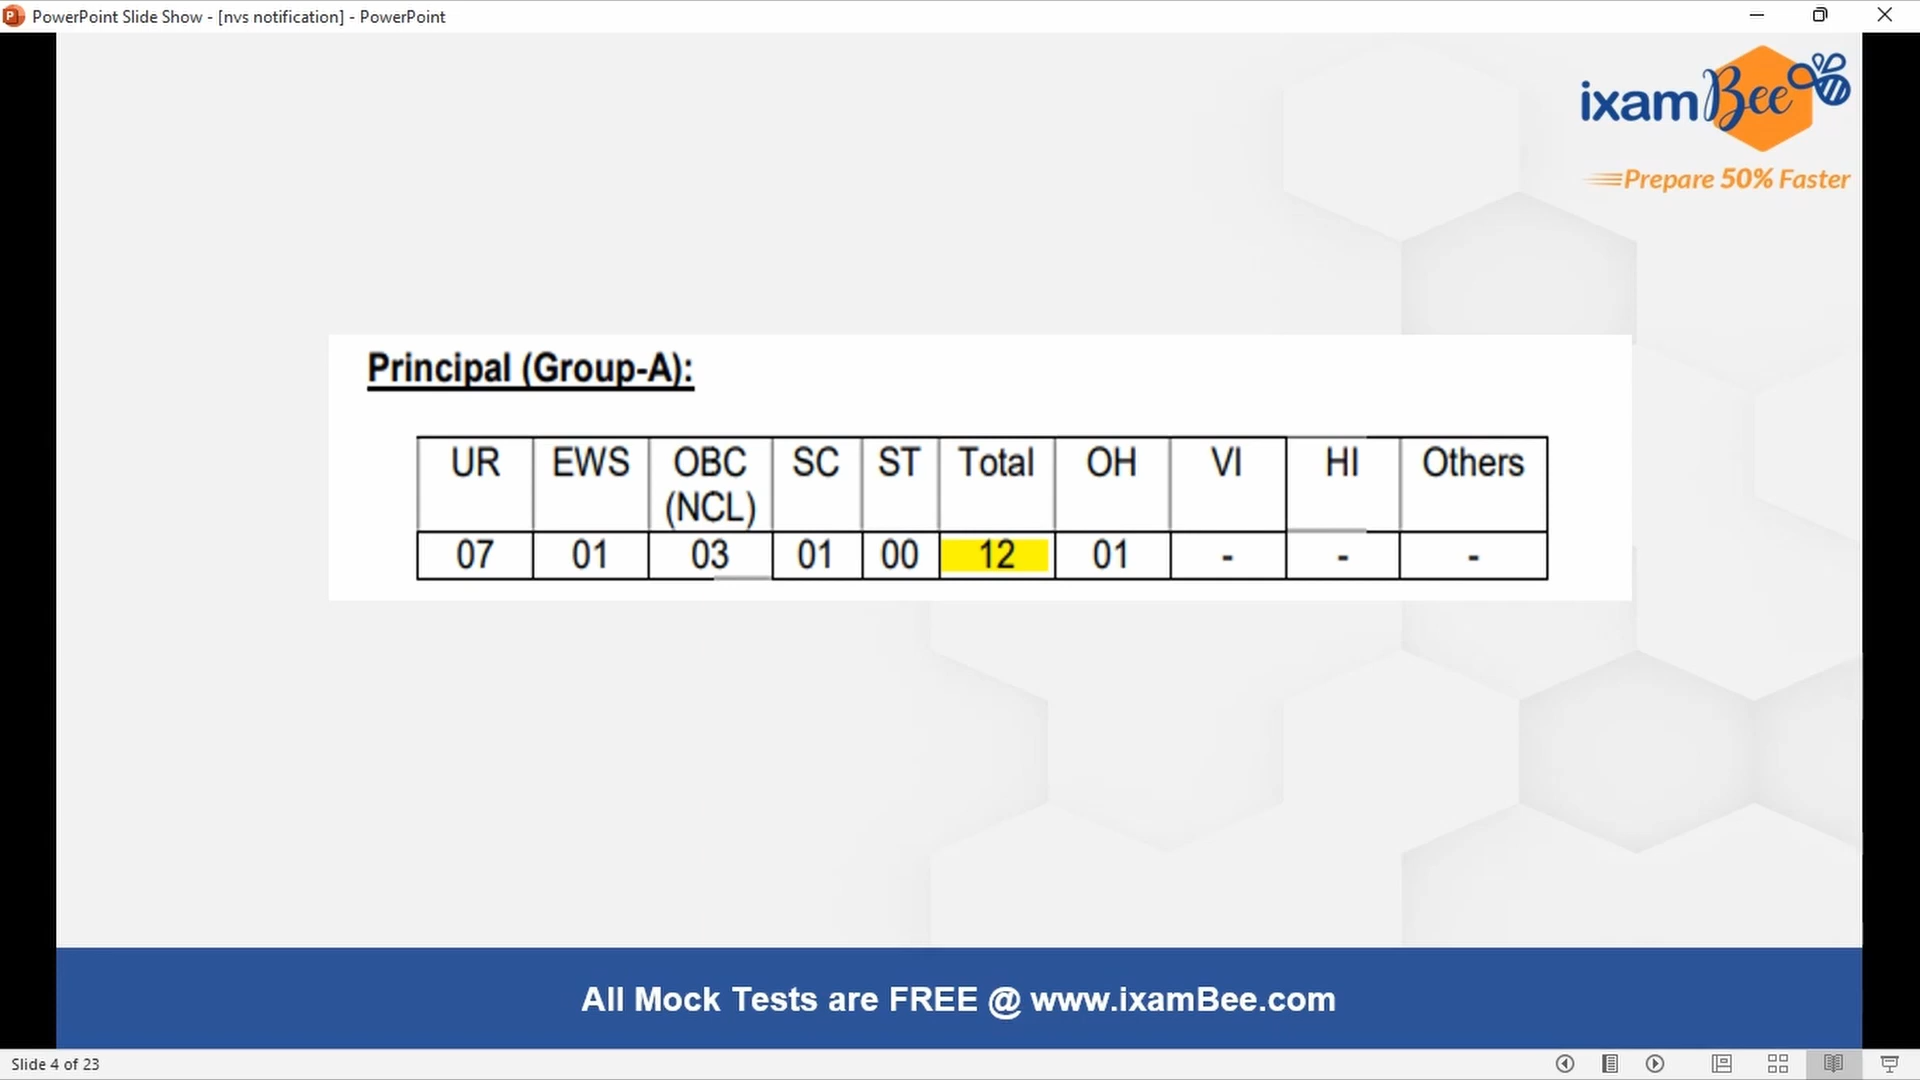 PowerPoint Slide Show - [nvs notification] - PowerPoint
ixamBee
Prepare 50% Faster
Principal (Group-A):
UR EWS OBC (NCL) SC ST Total OH VI HI Others
07 01 03 01 00 12 01 - - -
All Mock Tests are FREE @ www.ixamBee.com
Slide 4 of 23